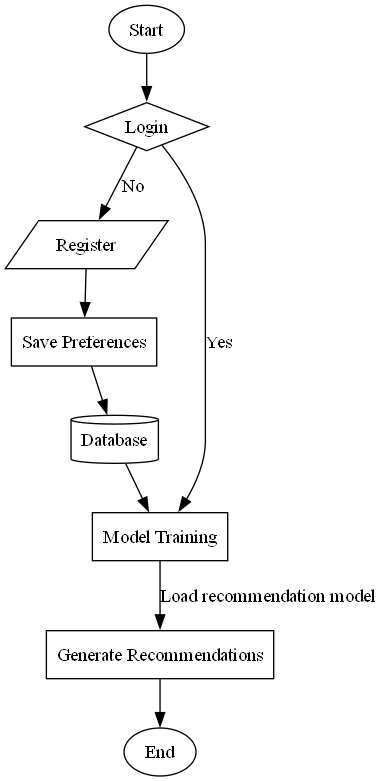 Start
Login
No
Register
Save Preferences
Yes
Database
Model Training
Load recommendation model
Generate Recommendations
End